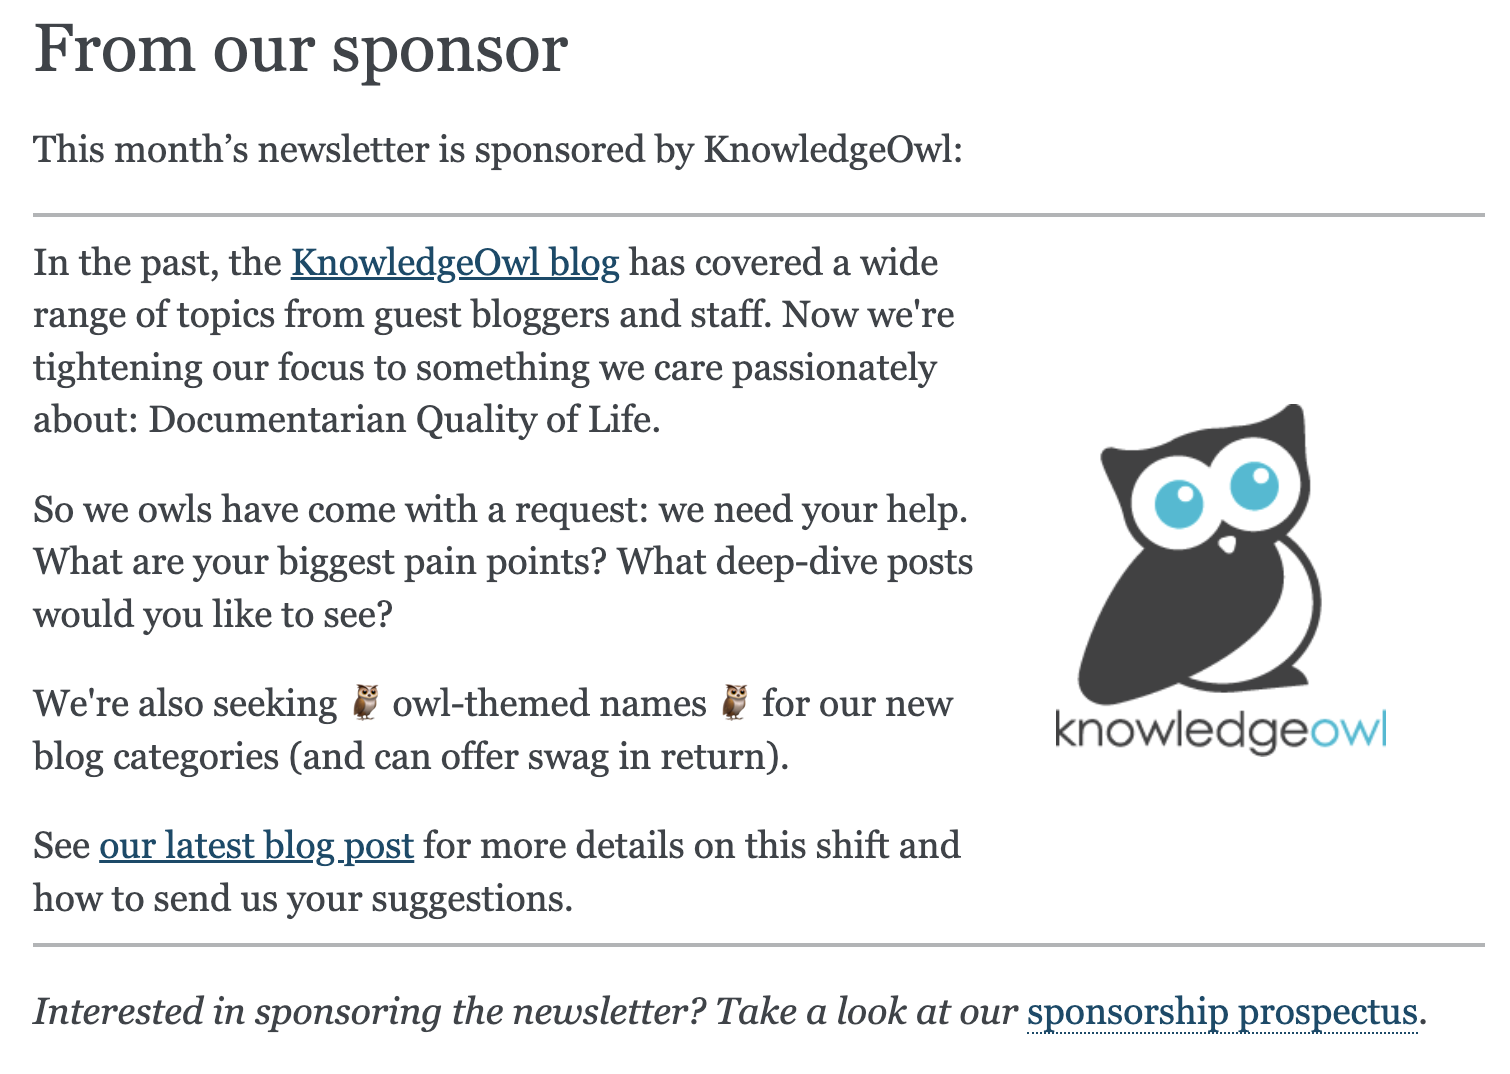 From our sponsor
This month’s newsletter is sponsored by KnowledgeOwl:
In the past, the KnowledgeOwl blog has covered a wide
range of topics from guest bloggers and staff. Now we're
tightening our focus to something we care passionately
about: Documentarian Quality of Life.
So we owls have come with a request: we need your help.
What are your biggest pain points? What deep-dive posts
would you like to see?
We're also seeking 🦉 owl-themed names 🦉 for our new
blog categories (and can offer swag in return).
See our latest blog post for more details on this shift and
how to send us your suggestions.
knowledgeowl
Interested in sponsoring the newsletter? Take a look at our sponsorship prospectus.